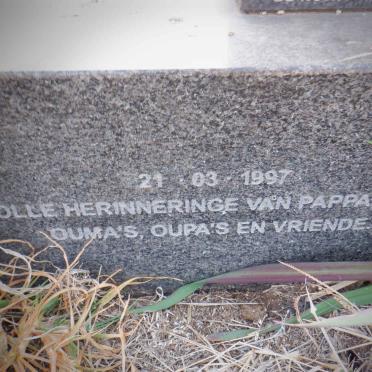 21 - 03 - 1997
OLLE HERINNERINGE VAN PAPPA
OUMA'S, OUPA'S EN VRIENDE